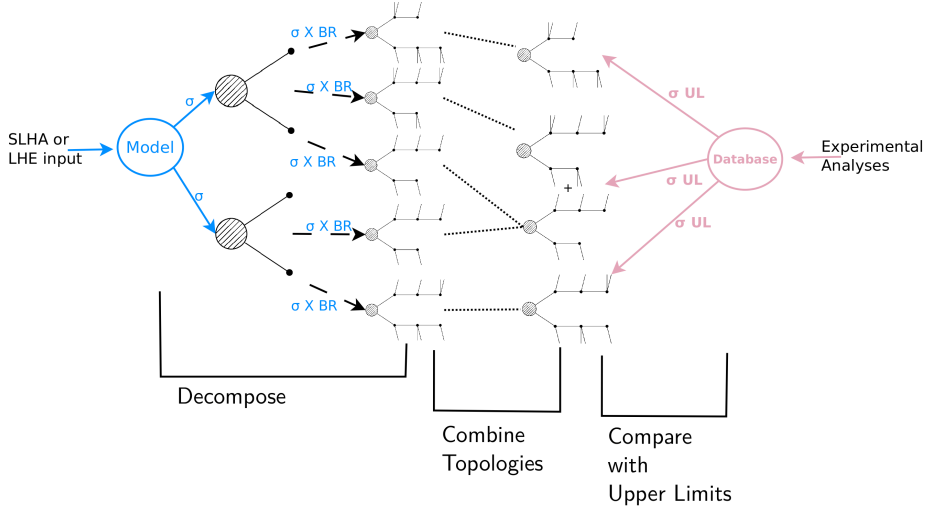 SLHA or
LHE input
Model
σ
σ
σ X BR
σ X BR
σ X BR
σ X BR
σ X BR
+
σ UL
σ UL
σ UL
Database
Experimental
Analyses
Decompose
Combine
Topologies
Compare
with
Upper Limits